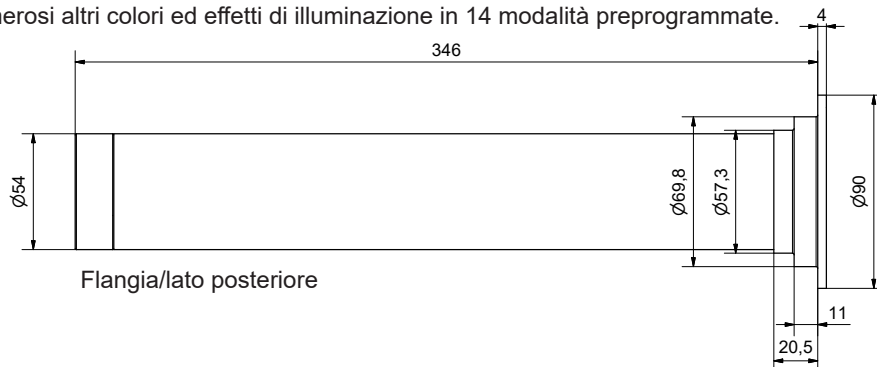 erosi altri colori ed effetti di illuminazione in 14 modalità preprogrammate.
4
346
Ø54
Ø69,8
Ø57,3
Ø90
Flangia/lato posteriore
11
20,5